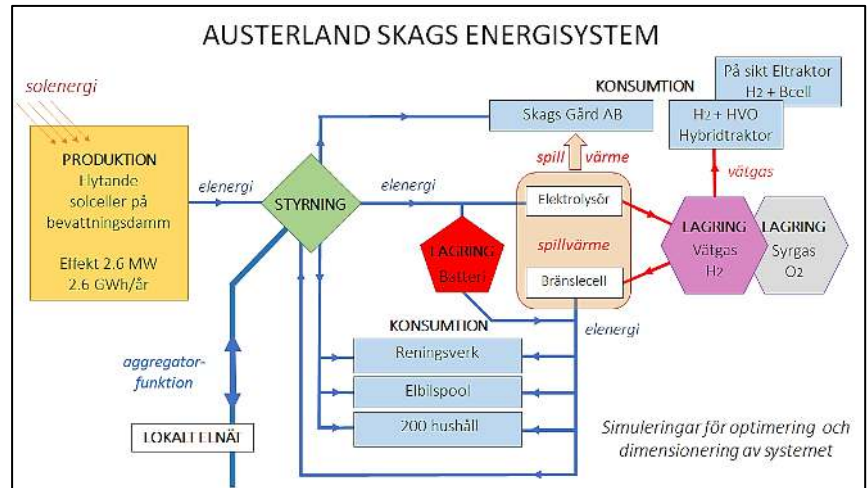 AUSTERLAND SKAGS ENERGISYSTEM
solenergi
PRODUKTION
Flytande
solceller på
bevattningsdamm
Effekt 2.6 MW
2.6 GWh/år
elenergi
STYRNING
elenergi
KONSUMTION
Skags Gård AB
På sikt Eltraktor
H2 + Bcell
H2 + HVO
Hybridtraktor
spill värme
vätgas
Elektrolysör
spillvärme
Bränslecell
LAGRING
Batteri
LAGRING
Vätgas
H2
LAGRING
Syrgas
O2
elenergi
KONSUMTION
Reningsverk
Elbilspool
200 hushåll
aggregator-
funktion
LOKALT ELNÄT
Simuleringar för optimering och
dimensionering av systemet